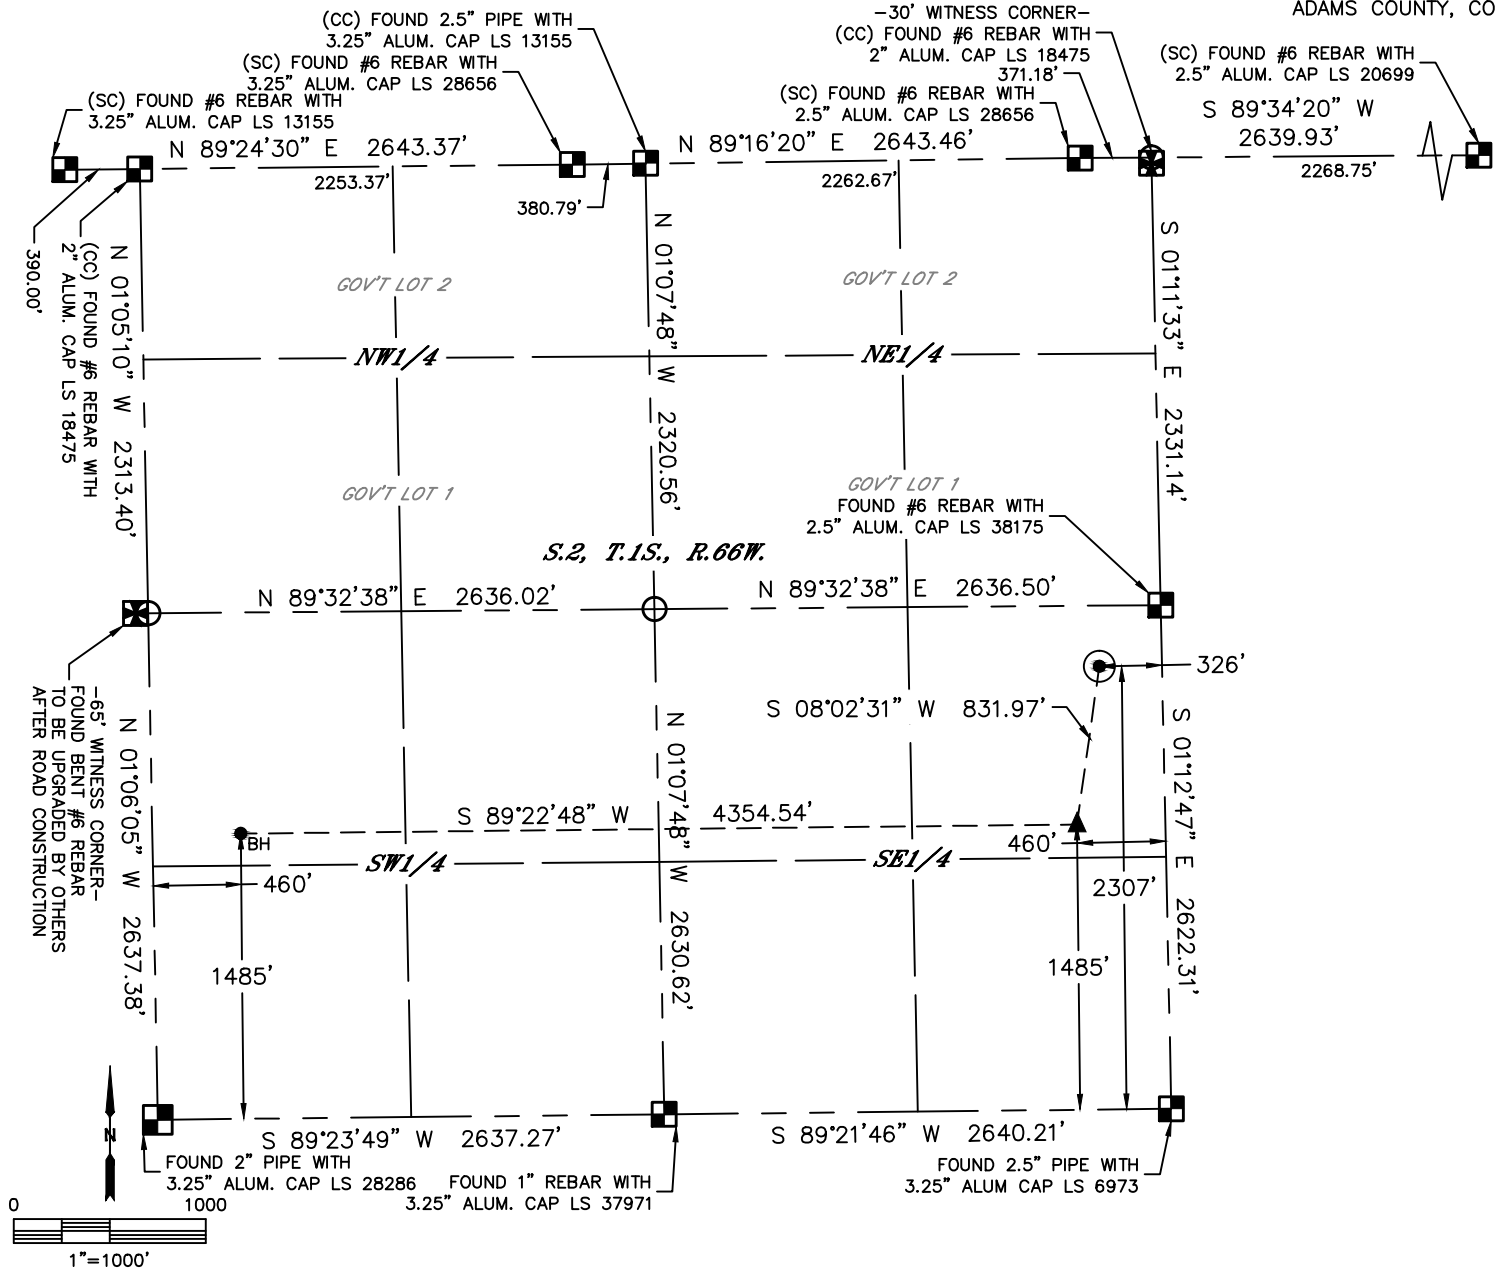 ADAMS COUNTY, CO
(CC) FOUND 2.5" PIPE WITH
3.25" ALUM. CAP LS 13155
-30' WITNESS CORNER-
(CC) FOUND #6 REBAR WITH
2" ALUM. CAP LS 18475
(SC) FOUND #6 REBAR WITH
2.5" ALUM. CAP LS 20699
(SC) FOUND #6 REBAR WITH
3.25" ALUM. CAP LS 28656
371.18'
(SC) FOUND #6 REBAR WITH
2.5" ALUM. CAP LS 28656
(SC) FOUND #6 REBAR WITH
3.25" ALUM. CAP LS 13155
S 89°34'20" W
2639.93'
N 89°24'30" E 2643.37'
N 89°16'20" E 2643.46'
2253.37'
2262.67'
2268.75'
380.79'
390.00'
(CC) FOUND #6 REBAR WITH
2" ALUM. CAP LS 18475
N 01°05'10" W 2313.40'
N 01°07'48" W 2320.56'
S 01°11'33" E 2331.14'
GOV'T LOT 2
GOV'T LOT 2
NW1/4
NE1/4
GOV'T LOT 1
GOV'T LOT 1
FOUND #6 REBAR WITH
2.5" ALUM. CAP LS 38175
S.2, T.1S., R.66W.
N 89°32'38" E 2636.02'
N 89°32'38" E 2636.50'
326'
-65' WITNESS CORNER-
FOUND BENT #6 REBAR
TO BE UPGRADED BY OTHERS
AFTER ROAD CONSTRUCTION
N 01°06'05" W 2637.38'
N 01°07'48" W 2630.62'
S 01°12'47" E 2622.31'
S 08°02'31" W 831.97'
S 89°22'48" W 4354.54'
BH
460'
SW1/4
SE1/4
460'
2307'
1485'
1485'
S 89°23'49" W 2637.27'
S 89°21'46" W 2640.21'
N
FOUND 2" PIPE WITH
3.25" ALUM. CAP LS 28286
FOUND 1" REBAR WITH
3.25" ALUM. CAP LS 37971
FOUND 2.5" PIPE WITH
3.25" ALUM CAP LS 6973
0 1000
1"=1000'